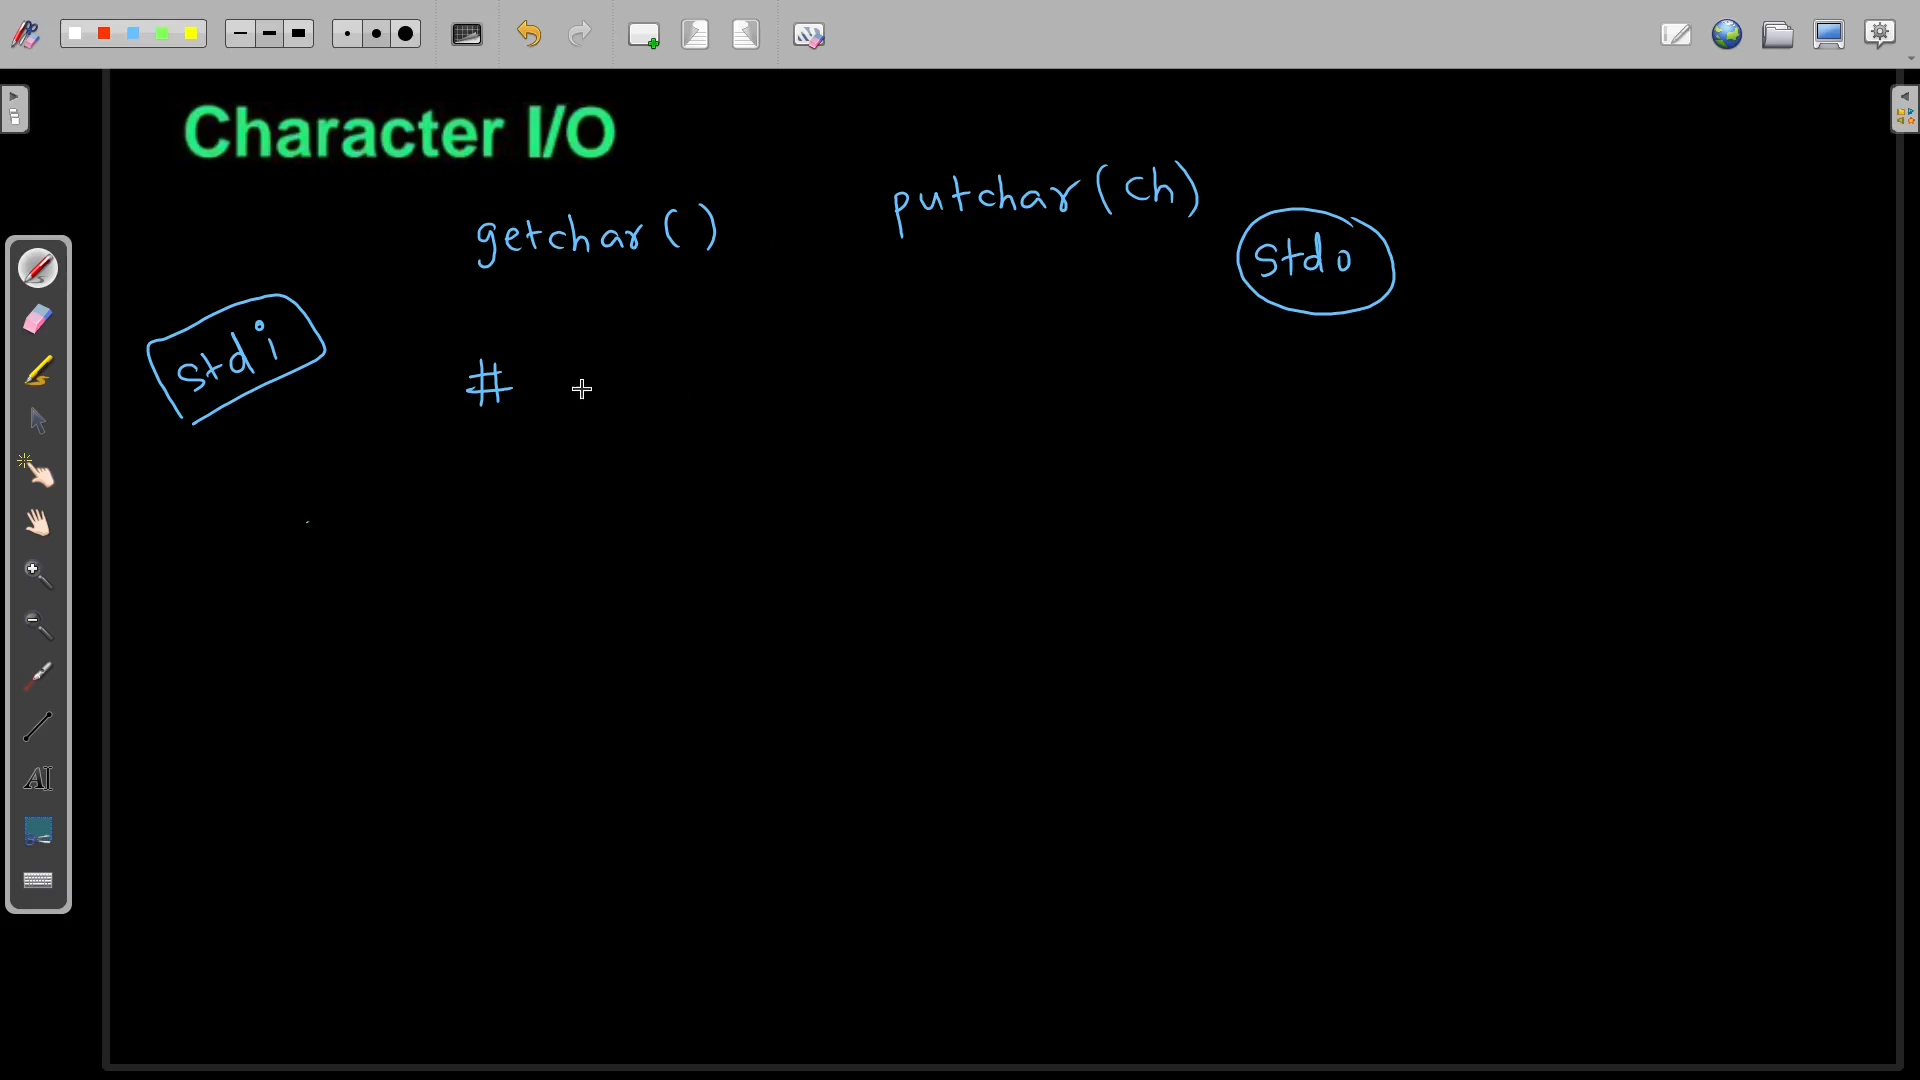 Character I/O
putchar(ch)
getchar()
Stdo
Stdi
#